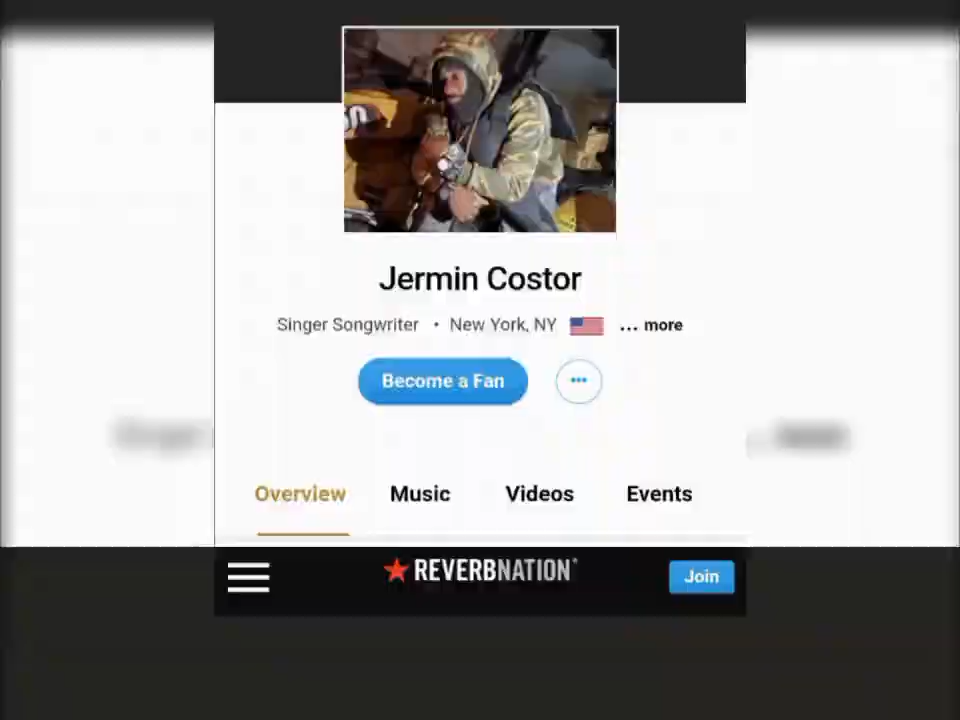 Jermin Costor
Singer Songwriter • New York, NY ... more
Become a Fan
Overview Music Videos Events
REVERBNATION
Join